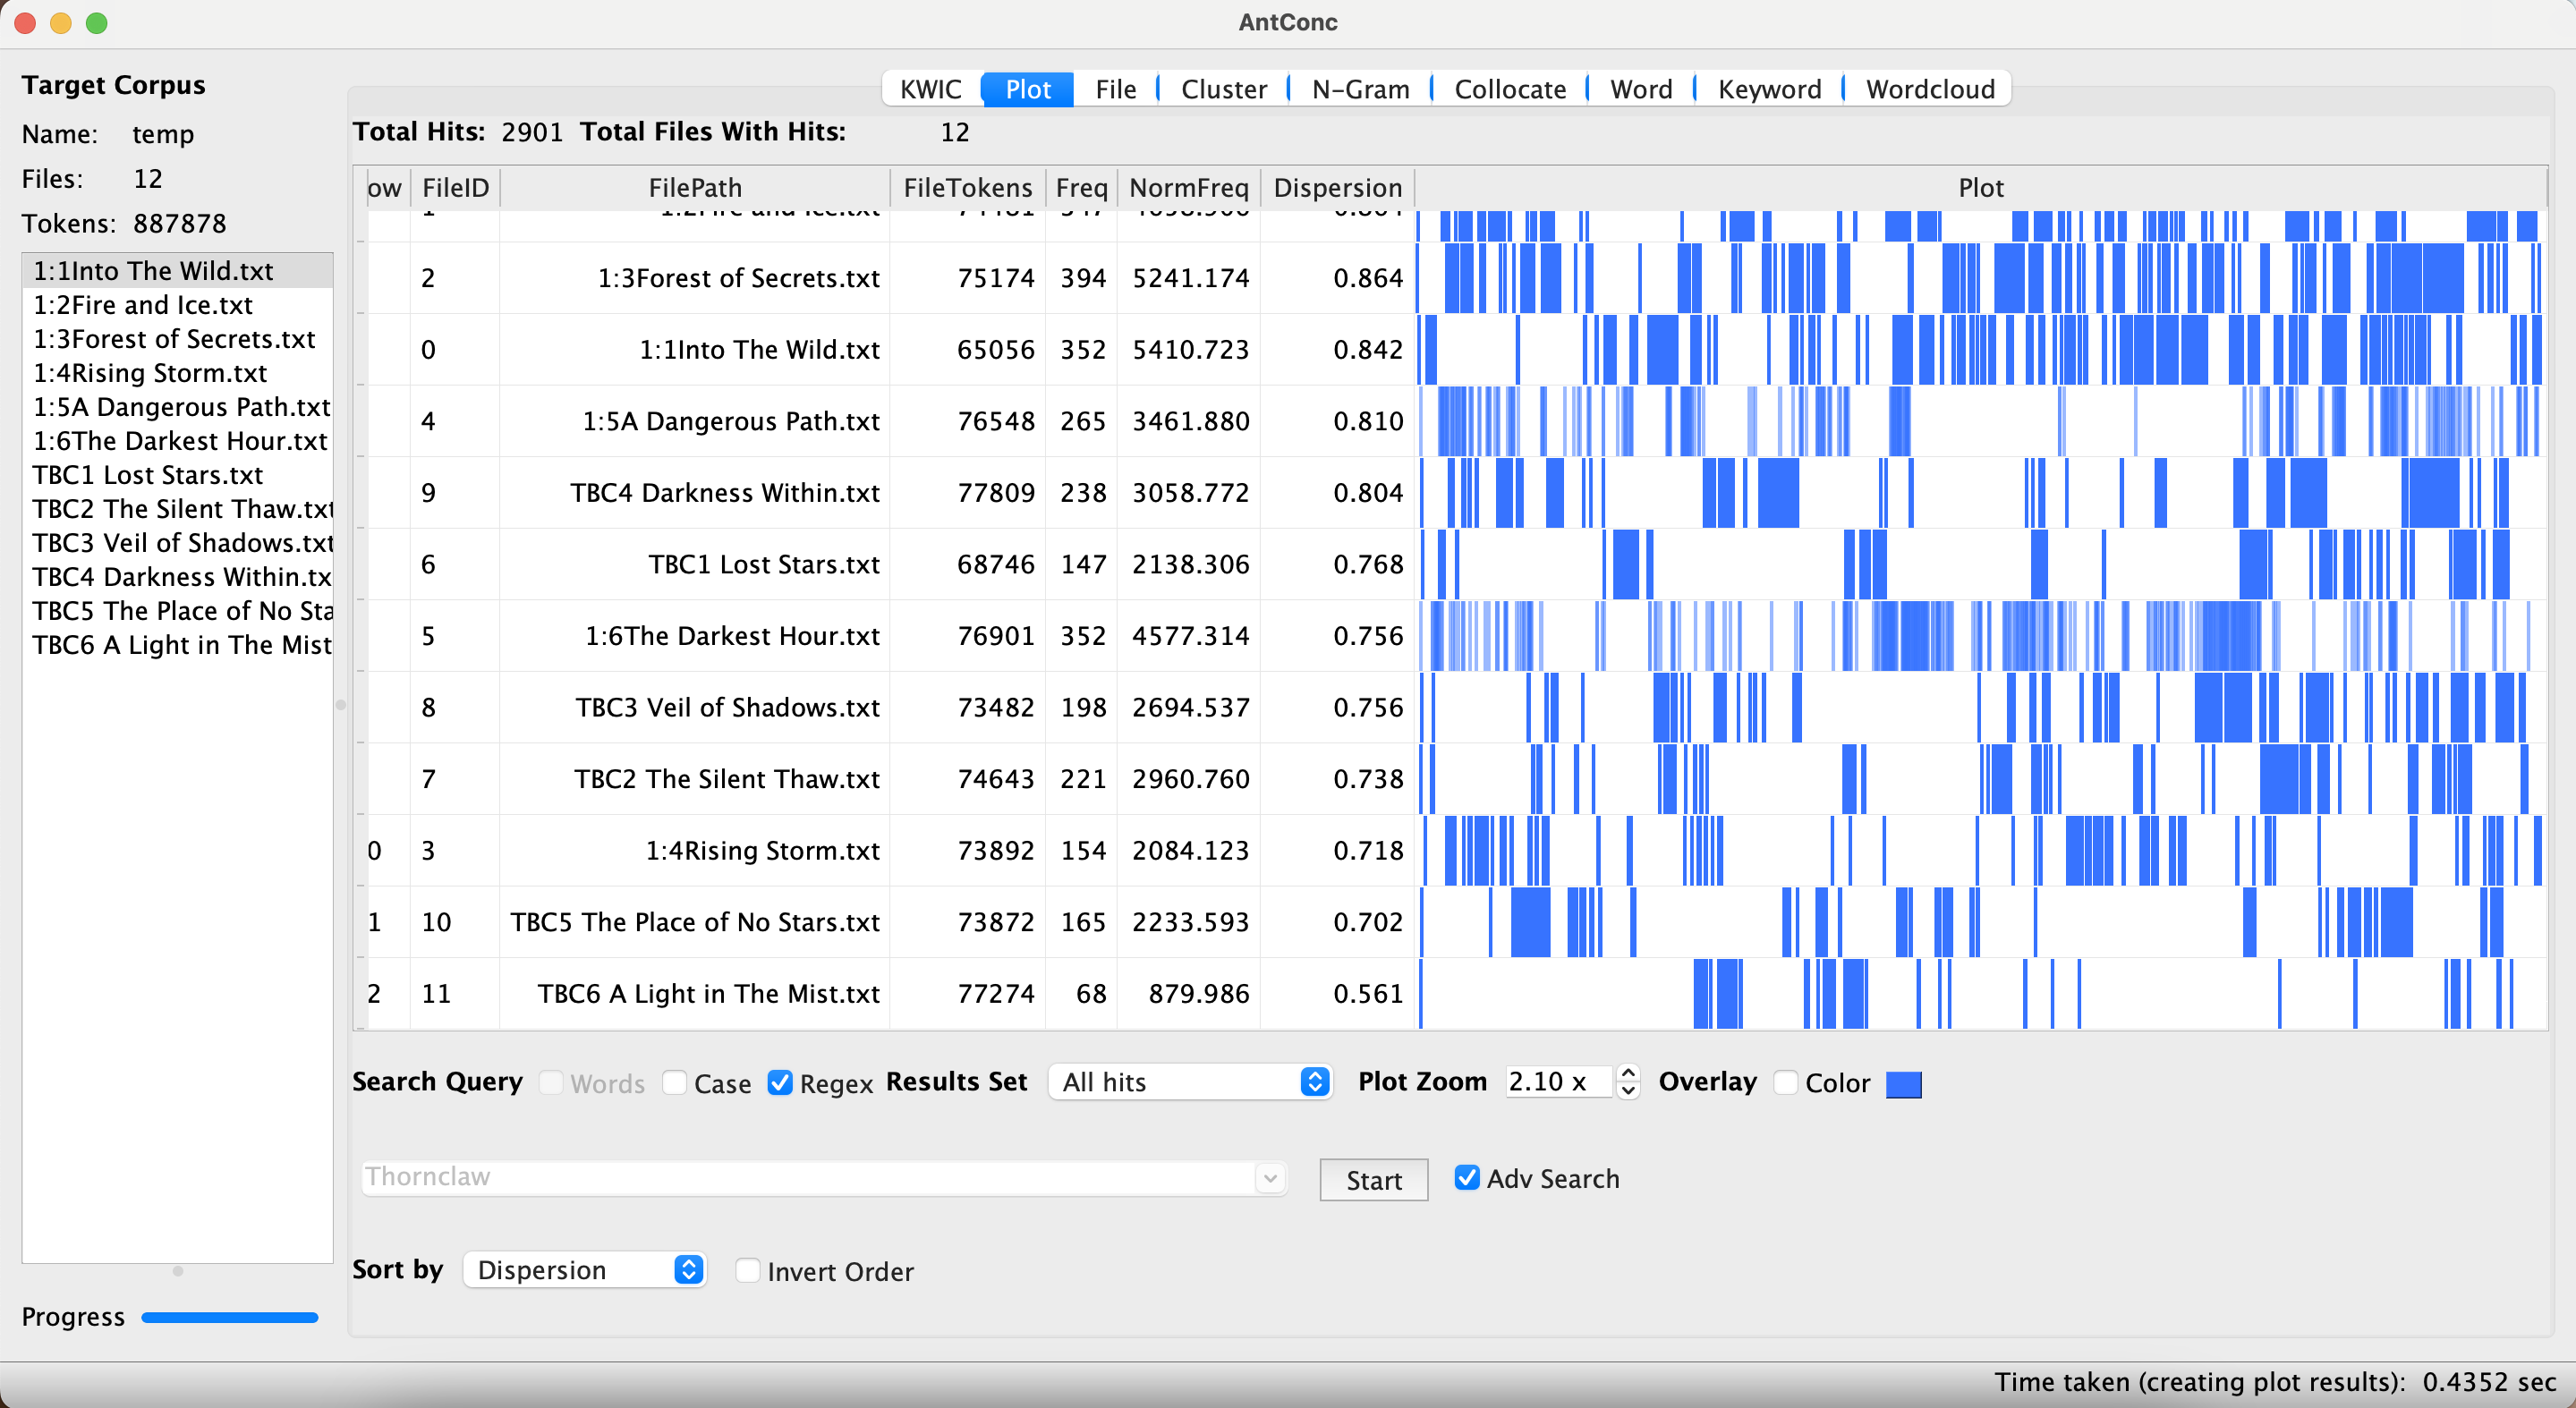 AntConc
Target Corpus
Name: temp
Files: 12
Tokens: 887878
1:1Into The Wild.txt
1:2Fire and Ice.txt
1:3Forest of Secrets.txt
1:4Rising Storm.txt
1:5A Dangerous Path.txt
1:6The Darkest Hour.txt
TBC1 Lost Stars.txt
TBC2 The Silent Thaw.txt
TBC3 Veil of Shadows.txt
TBC4 Darkness Within.tx
TBC5 The Place of No Sta
TBC6 A Light in The Mist
Progress
KWIC Plot File Cluster N-Gram Collocate Word Keyword Wordcloud
Total Hits: 2901 Total Files With Hits: 12
ow FileID FilePath FileTokens Freq NormFreq Dispersion Plot
1 1:2Fire and Ice.txt
2 1:3Forest of Secrets.txt 75174 394 5241.174 0.864
0 1:1Into The Wild.txt 65056 352 5410.723 0.842
4 1:5A Dangerous Path.txt 76548 265 3461.880 0.810
9 TBC4 Darkness Within.txt 77809 238 3058.772 0.804
6 TBC1 Lost Stars.txt 68746 147 2138.306 0.768
5 1:6The Darkest Hour.txt 76901 352 4577.314 0.756
8 TBC3 Veil of Shadows.txt 73482 198 2694.537 0.756
7 TBC2 The Silent Thaw.txt 74643 221 2960.760 0.738
0 3 1:4Rising Storm.txt 73892 154 2084.123 0.718
1 10 TBC5 The Place of No Stars.txt 73872 165 2233.593 0.702
2 11 TBC6 A Light in The Mist.txt 77274 68 879.986 0.561
Search Query Words Case Regex Results Set All hits Plot Zoom 2.10 x Overlay Color
Thornclaw Start Adv Search
Sort by Dispersion Invert Order
Time taken (creating plot results): 0.4352 sec